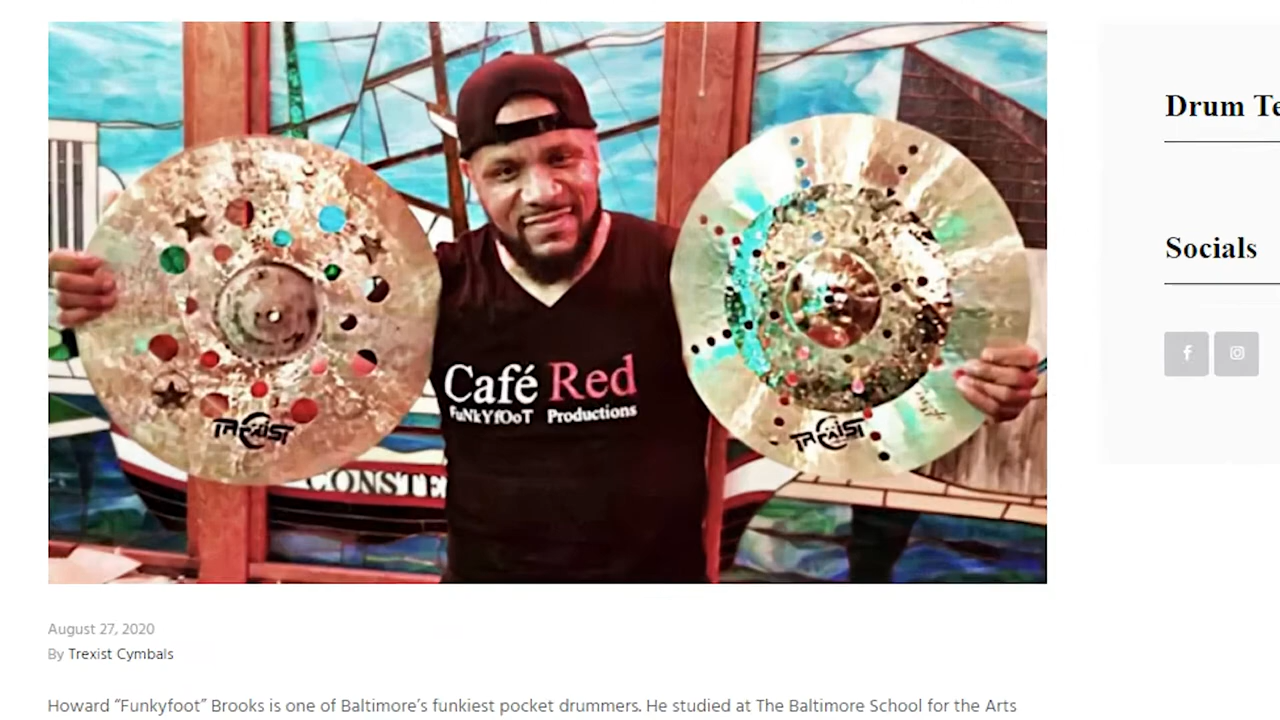 Café Red
FuNkYfOoT Productions
TREXIST
TREXIST
CONSTE
Drum Te
Socials
August 27, 2020
By Trexist Cymbals
Howard “Funkyfoot” Brooks is one of Baltimore’s funkiest pocket drummers. He studied at The Baltimore School for the Arts